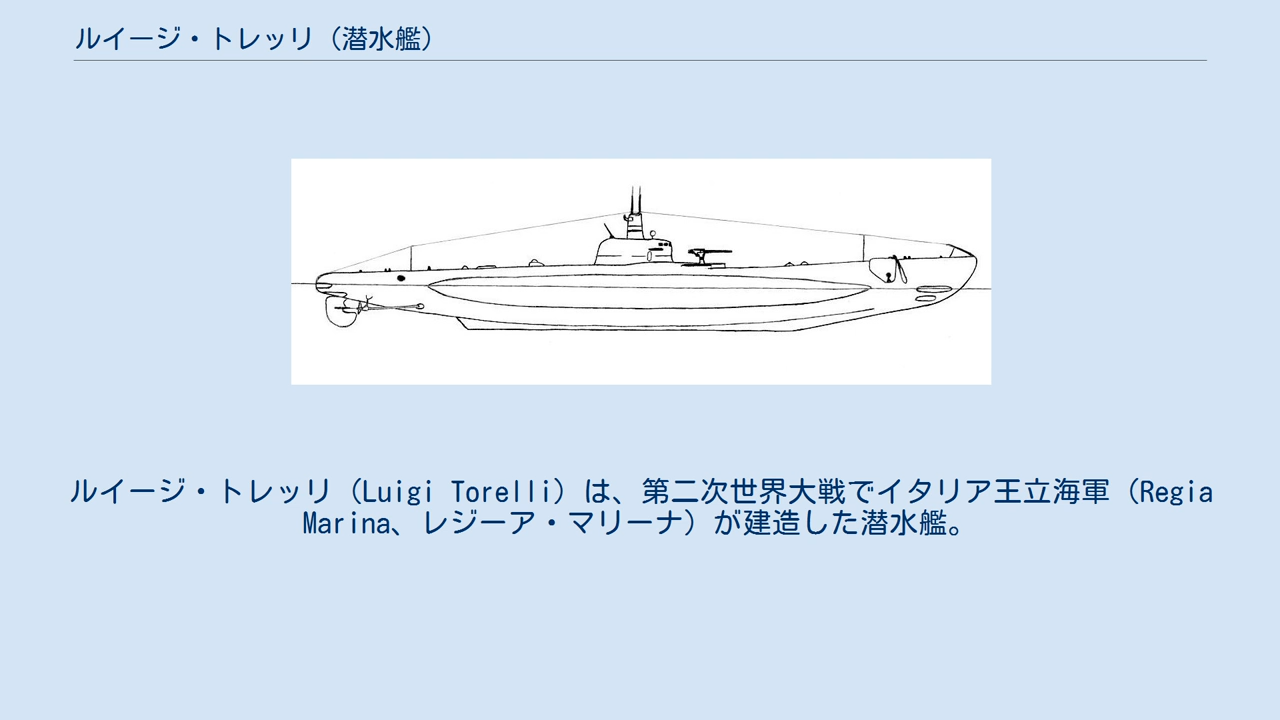 ルイージ・トレッリ（潜水艦）
ルイージ・トレッリ（Luigi Torelli）は、第二次世界大戦でイタリア王立海軍（Regia
Marina、レジーア・マリーナ）が建造した潜水艦。